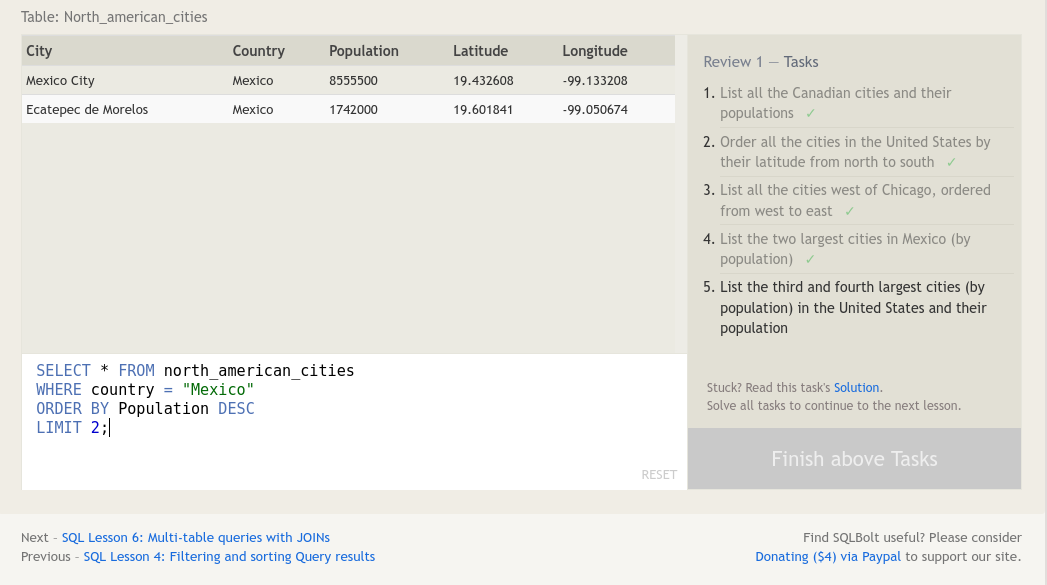 Table: North_american_cities
City Country Population Latitude Longitude
Mexico City Mexico 8555500 19.432608 -99.133208
Ecatepec de Morelos Mexico 1742000 19.601841 -99.050674
SELECT * FROM north_american_cities
WHERE country = "Mexico"
ORDER BY Population DESC
LIMIT 2;
RESET
Review 1 — Tasks
1. List all the Canadian cities and their
populations ✓
2. Order all the cities in the United States by
their latitude from north to south ✓
3. List all the cities west of Chicago, ordered
from west to east ✓
4. List the two largest cities in Mexico (by
population) ✓
5. List the third and fourth largest cities (by
population) in the United States and their
population
Stuck? Read this task's Solution.
Solve all tasks to continue to the next lesson.
Finish above Tasks
Next - SQL Lesson 6: Multi-table queries with JOINs
Previous - SQL Lesson 4: Filtering and sorting Query results
Find SQLBolt useful? Please consider
Donating ($4) via Paypal to support our site.